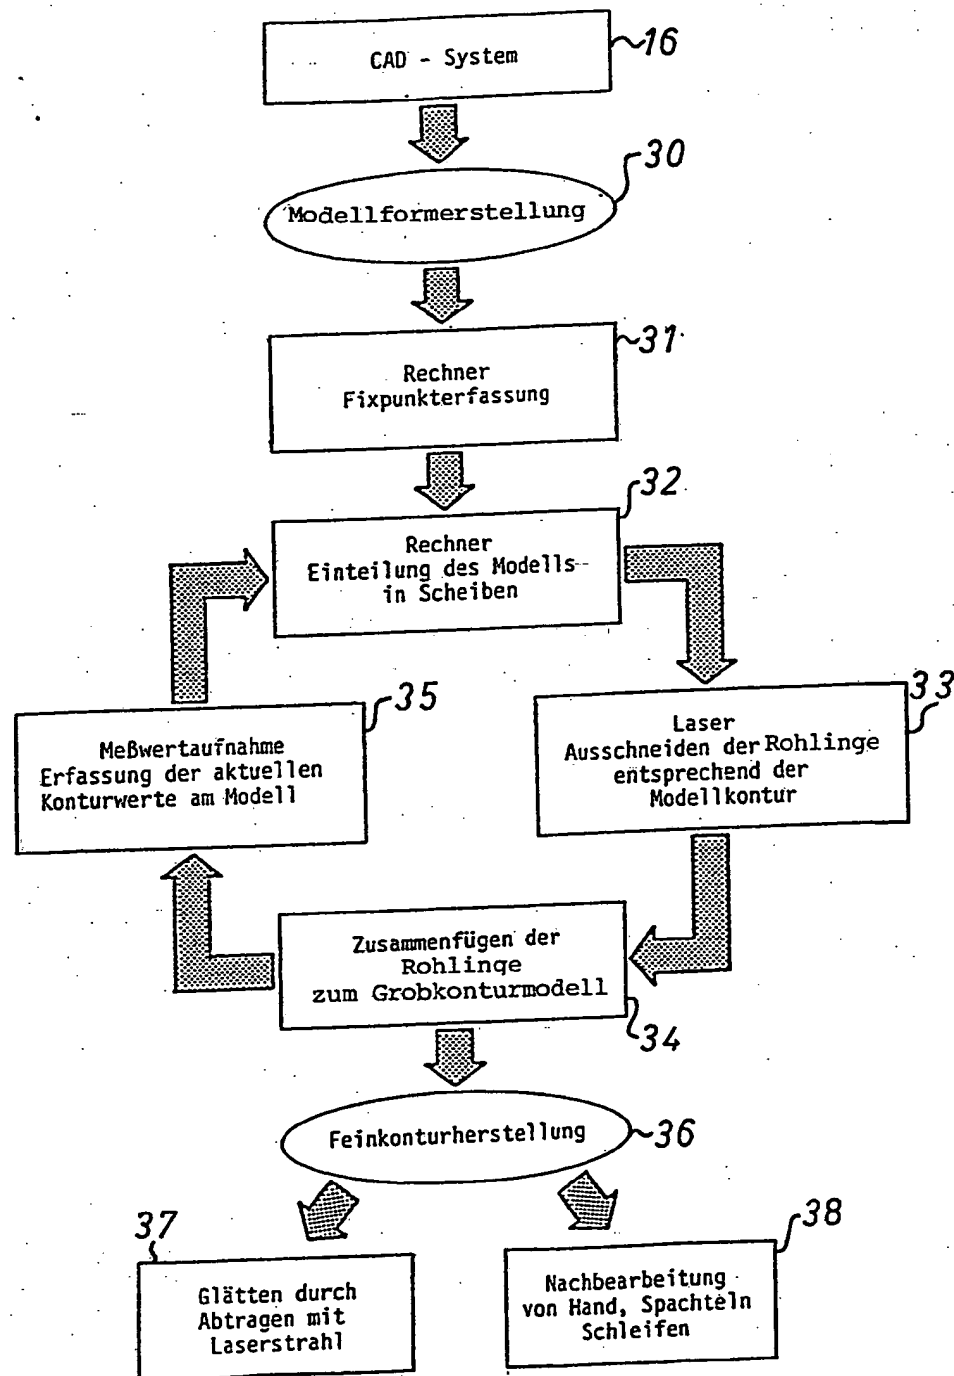 CAD - System
16
Modellformerstellung
30
Rechner
Fixpunkterfassung
31
Rechner
Einteilung des Modells
in Scheiben
32
Laser
Ausschneiden der Rohlinge
entsprechend der
Modellkontur
33
Meßwertaufnahme
Erfassung der aktuellen
Konturwerte am Modell
35
Zusammenfügen der
Rohlinge
zum Grobkonturmodell
34
Feinkonturherstellung
36
37
Glätten durch
Abtragen mit
Laserstrahl
38
Nachbearbeitung
von Hand, Spachteln
Schleifen